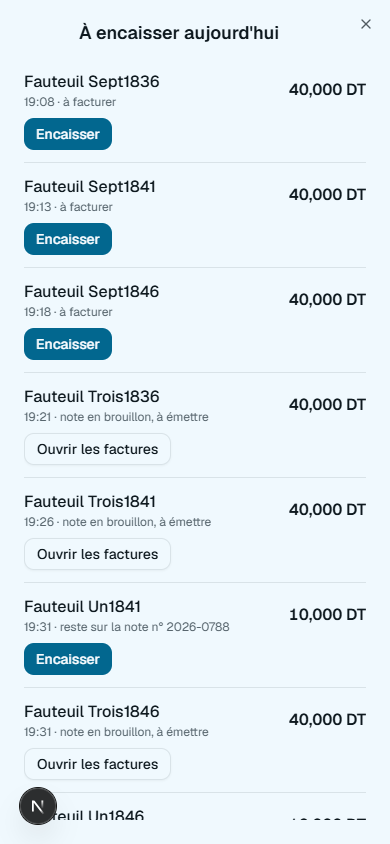 À encaisser aujourd'hui
×
Fauteuil Sept1836
40,000 DT
19:08 · à facturer
Encaisser
Fauteuil Sept1841
40,000 DT
19:13 · à facturer
Encaisser
Fauteuil Sept1846
40,000 DT
19:18 · à facturer
Encaisser
Fauteuil Trois1836
40,000 DT
19:21 · note en brouillon, à émettre
Ouvrir les factures
Fauteuil Trois1841
40,000 DT
19:26 · note en brouillon, à émettre
Ouvrir les factures
Fauteuil Un1841
10,000 DT
19:31 · reste sur la note n° 2026-0788
Encaisser
Fauteuil Trois1846
40,000 DT
19:31 · note en brouillon, à émettre
Ouvrir les factures
N
Un1846